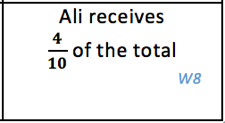 Ali receives
4/10 of the total
W8